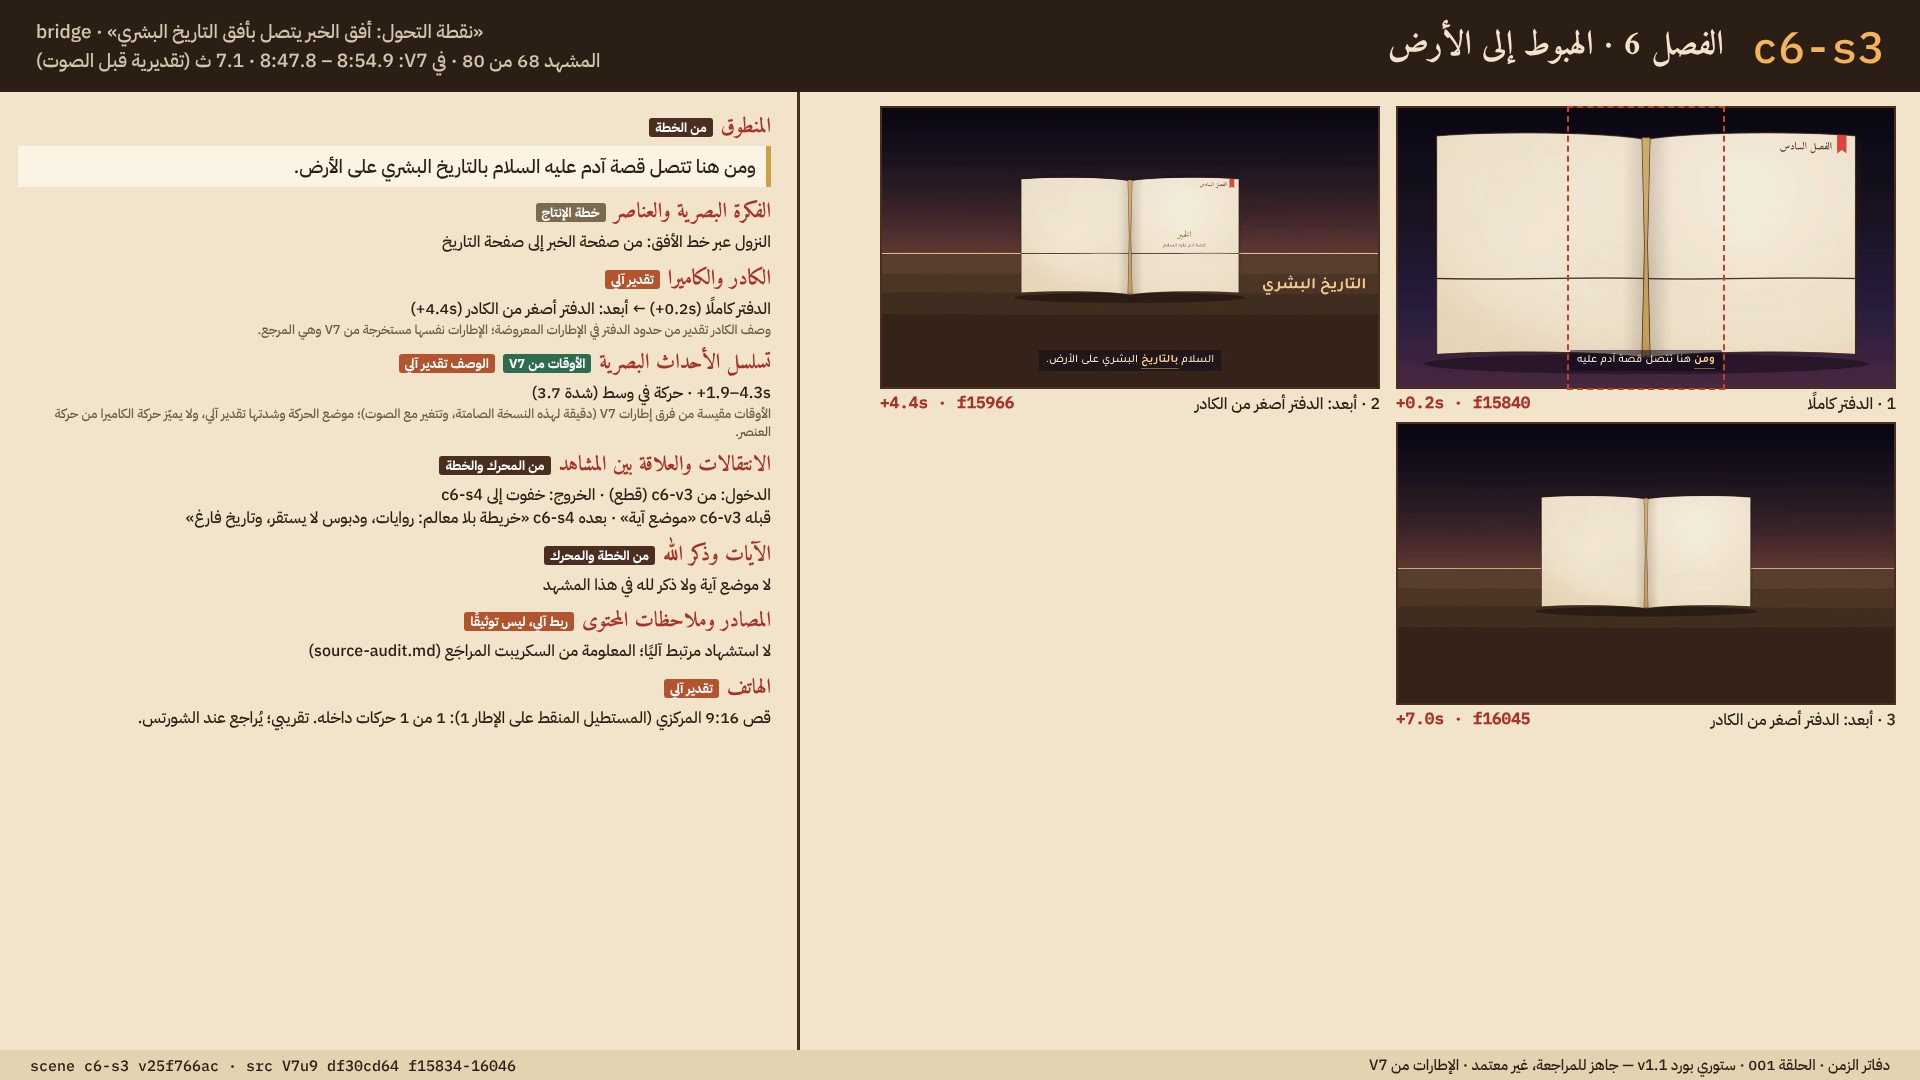 c6-s3 الفصل 6 · الهبوط إلى الأرض
«نقطة التحول: أفق الخبر يتصل بأفق التاريخ البشري» · bridge
المشهد 68 من 80 · في V7: 8:47.8 – 8:54.9 · 7.1 ث (تقديرية قبل الصوت)
الفصل السادس
ومن هنا تتصل قصة آدم عليه
1 · الدفتر كاملًا +0.2s · f15840
الفصل السادس
الخبر
قصة آدم عليه السلام
التاريخ البشري
السلام بالتاريخ البشري على الأرض.
2 · أبعد: الدفتر أصغر من الكادر +4.4s · f15966
3 · أبعد: الدفتر أصغر من الكادر +7.0s · f16045
المنطوق من الخطة
ومن هنا تتصل قصة آدم عليه السلام بالتاريخ البشري على الأرض.
الفكرة البصرية والعناصر خطة الإنتاج
النزول عبر خط الأفق: من صفحة الخبر إلى صفحة التاريخ
الكادر والكاميرا تقدير آلي
الدفتر كاملًا (+0.2s) ← أبعد: الدفتر أصغر من الكادر (+4.4s)
وصف الكادر تقدير من حدود الدفتر في الإطارات المعروضة؛ الإطارات نفسها مستخرجة من V7 وهي المرجع.
تسلسل الأحداث البصرية الأوقات من V7 الوصف تقدير آلي
+1.9–4.3s · حركة في وسط (شدة 3.7)
الأوقات مقيسة من فرق إطارات V7 (دقيقة لهذه النسخة الصامتة، وتتغير مع الصوت)؛ موضع الحركة وشدتها تقدير آلي، ولا يميّز حركة الكاميرا من حركة
العنصر.
الانتقالات والعلاقة بين المشاهد من المحرك والخطة
الدخول: من c6-v3 (قطع) · الخروج: خفوت إلى c6-s4
قبله c6-v3 «موضع آية» · بعده c6-s4 «خريطة بلا معالم: روايات، ودبوس لا يستقر، وتاريخ فارغ»
الآيات وذكر الله من الخطة والمحرك
لا موضع آية ولا ذكر لله في هذا المشهد
المصادر وملاحظات المحتوى ربط آلي، ليس توثيقًا
لا استشهاد مرتبط آليًا؛ المعلومة من السكريبت المراجَع (source-audit.md)
الهاتف تقدير آلي
قص 9:16 المركزي (المستطيل المنقط على الإطار 1): 1 من 1 حركات داخله. تقريبي؛ يُراجع عند الشورتس.
دفاتر الزمن · الحلقة 001 · ستوري بورد v1.1 — جاهز للمراجعة، غير معتمد · الإطارات من V7
scene c6-s3 v25f766ac · src V7u9 df30cd64 f15834-16046